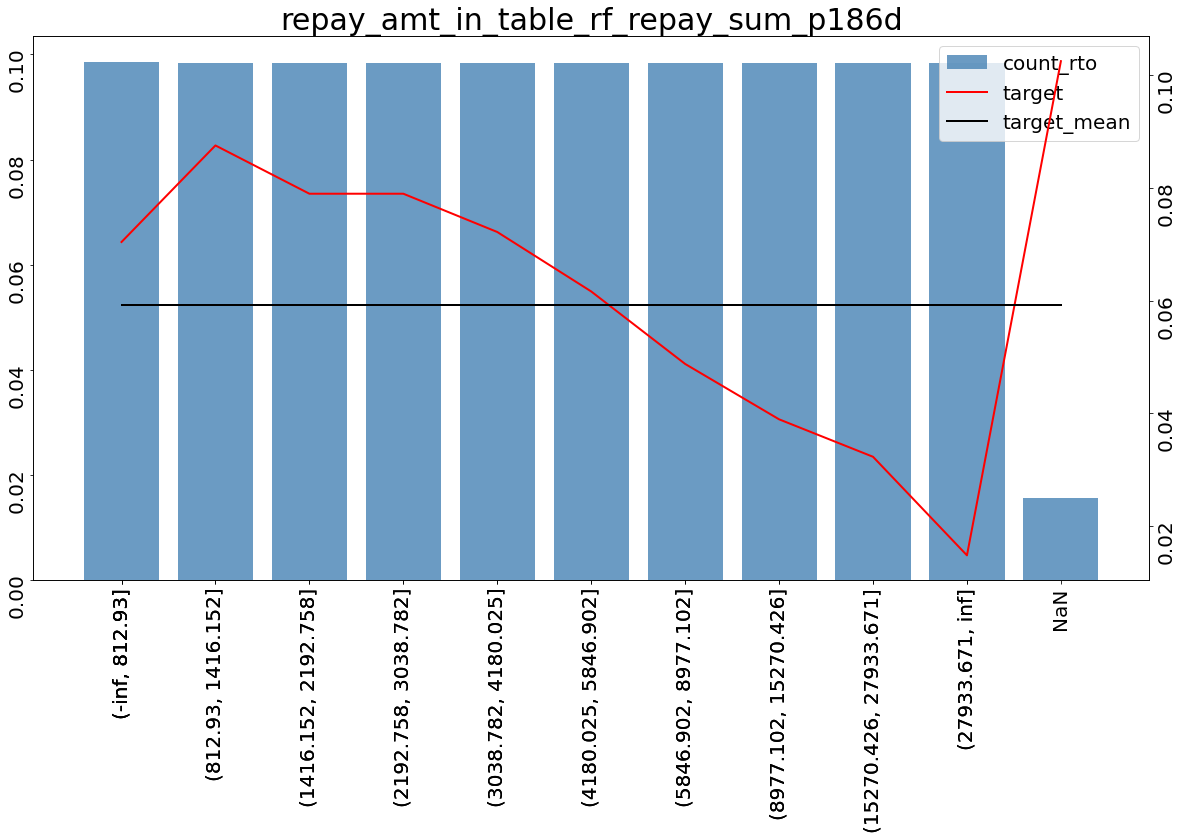 repay_amt_in_table_rf_repay_sum_p186d
count_rto
target
target_mean
0.10
0.08
0.06
0.04
0.02
0.00
0.10
0.08
0.06
0.04
0.02
(-inf, 812.93]
(812.93, 1416.152]
(1416.152, 2192.758]
(2192.758, 3038.782]
(3038.782, 4180.025]
(4180.025, 5846.902]
(5846.902, 8977.102]
(8977.102, 15270.426]
(15270.426, 27933.671]
(27933.671, inf]
NaN